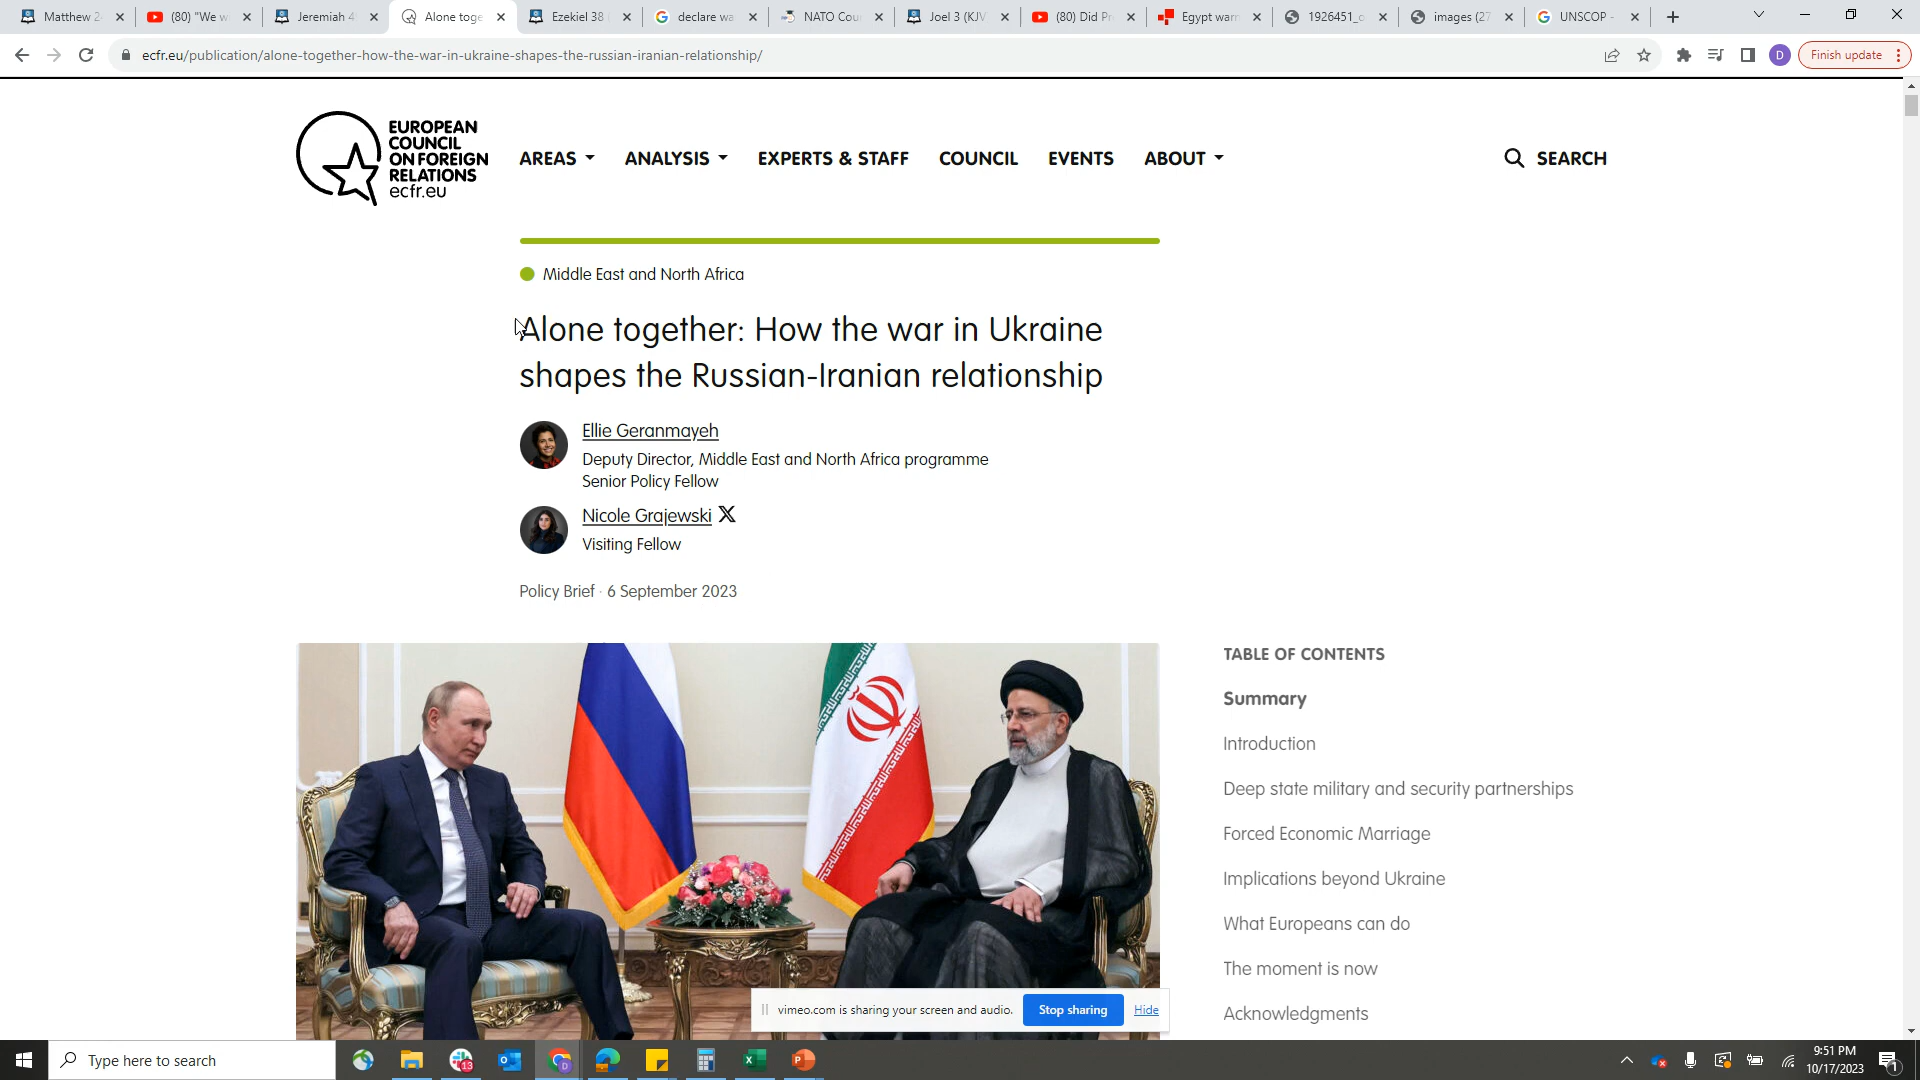 Matthew 2
(80) "We w
Jeremiah 4
Alone toge
Ezekiel 38
declare wa
NATO Cou
Joel 3 (KJV
(80) Did Pr
Egypt warn
1926451_c
images (27
UNSCOP -
ecfr.eu/publication/alone-together-how-the-war-in-ukraine-shapes-the-russian-iranian-relationship/
D
Finish update
EUROPEAN
COUNCIL
ON FOREIGN
RELATIONS
ecfr.eu
AREAS
ANALYSIS
EXPERTS & STAFF
COUNCIL
EVENTS
ABOUT
SEARCH
Middle East and North Africa
Alone together: How the war in Ukraine
shapes the Russian-Iranian relationship
Ellie Geranmayeh
Deputy Director, Middle East and North Africa programme
Senior Policy Fellow
Nicole Grajewski X
Visiting Fellow
Policy Brief · 6 September 2023
TABLE OF CONTENTS
Summary
Introduction
Deep state military and security partnerships
Forced Economic Marriage
Implications beyond Ukraine
What Europeans can do
The moment is now
Acknowledgments
vimeo.com is sharing your screen and audio.
Stop sharing
Hide
Type here to search
13
9:51 PM
10/17/2023
1